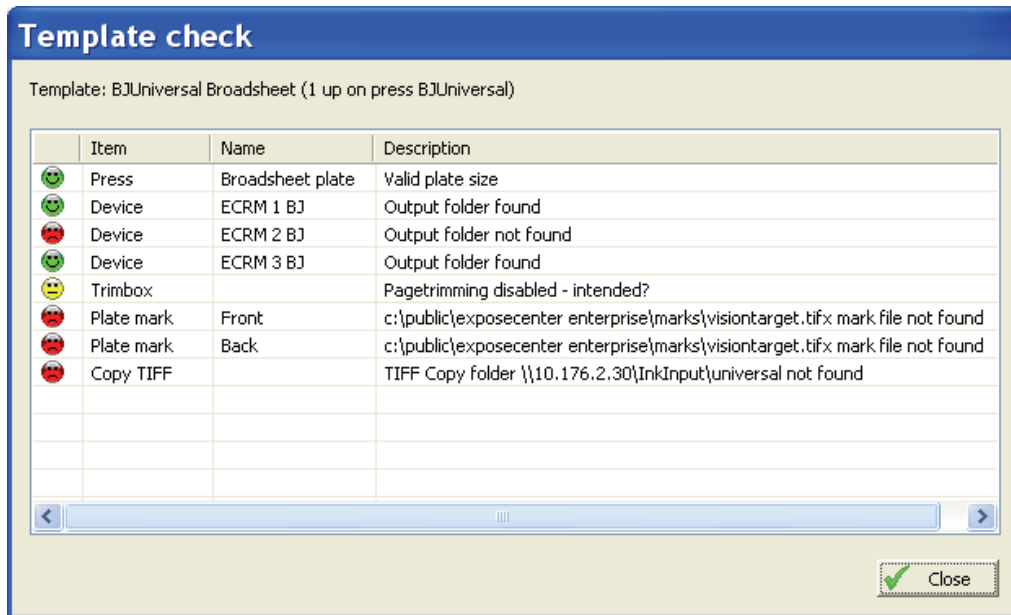 Template check
Template: BJUniversal Broadsheet (1 up on press BJUniversal)
Item Name Description
Press Broadsheet plate Valid plate size
Device ECRM 1 BJ Output folder found
Device ECRM 2 BJ Output folder not found
Device ECRM 3 BJ Output folder found
Trimbox Pagetrimming disabled - intended?
Plate mark Front c:\public\exposecenter enterprise\marks\visiontarget.tifx mark file not found
Plate mark Back c:\public\exposecenter enterprise\marks\visiontarget.tifx mark file not found
Copy TIFF TIFF Copy folder \\10.176.2.30\InkInput\universal not found
Close